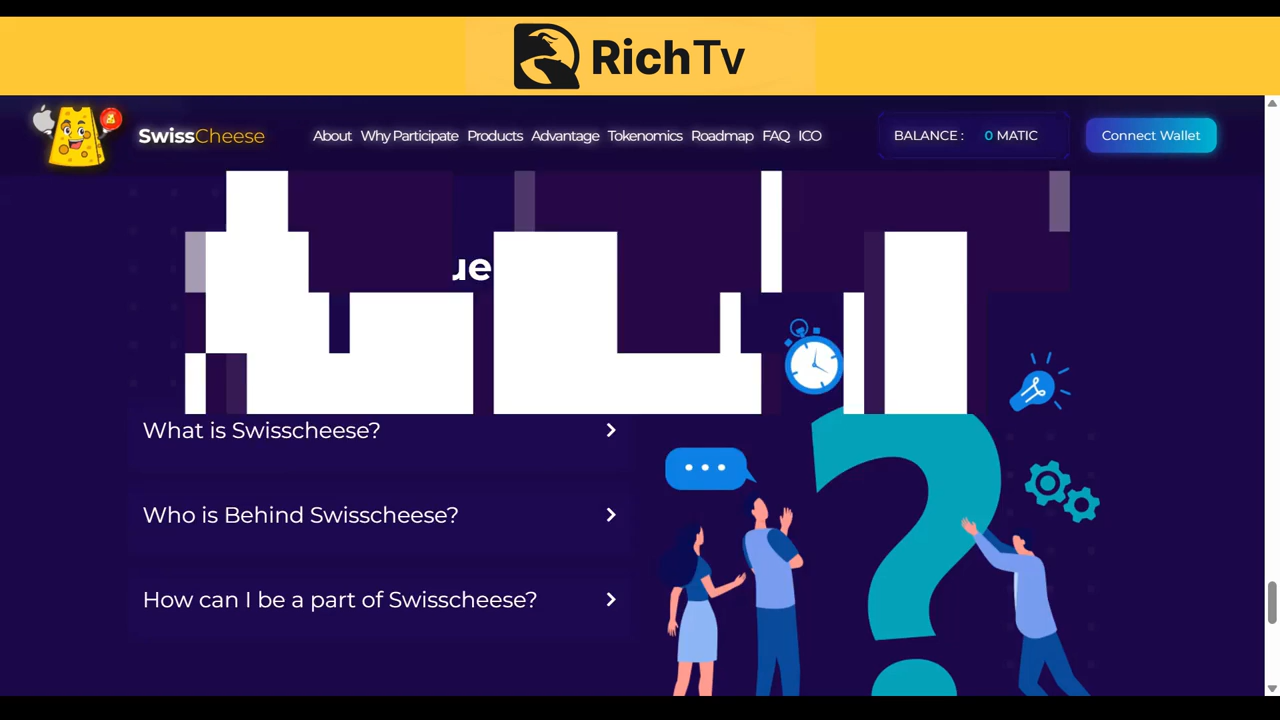 RichTv
SwissCheese
About Why Participate Products Advantage Tokenomics Roadmap FAQ ICO
BALANCE : 0 MATIC
Connect Wallet
What is Swisscheese?
Who is Behind Swisscheese?
How can I be a part of Swisscheese?